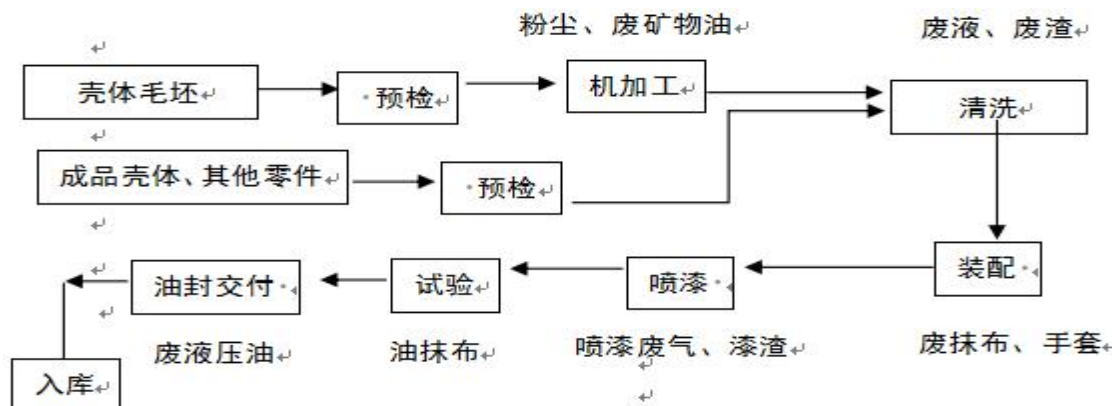 粉尘、废矿物油
废液、废渣
壳体毛坯
预检
机加工
清洗
成品壳体、其他零件
预检
油封交付
试验
喷漆
装配
废液压油
油抹布
喷漆废气、漆渣
废抹布、手套
入库